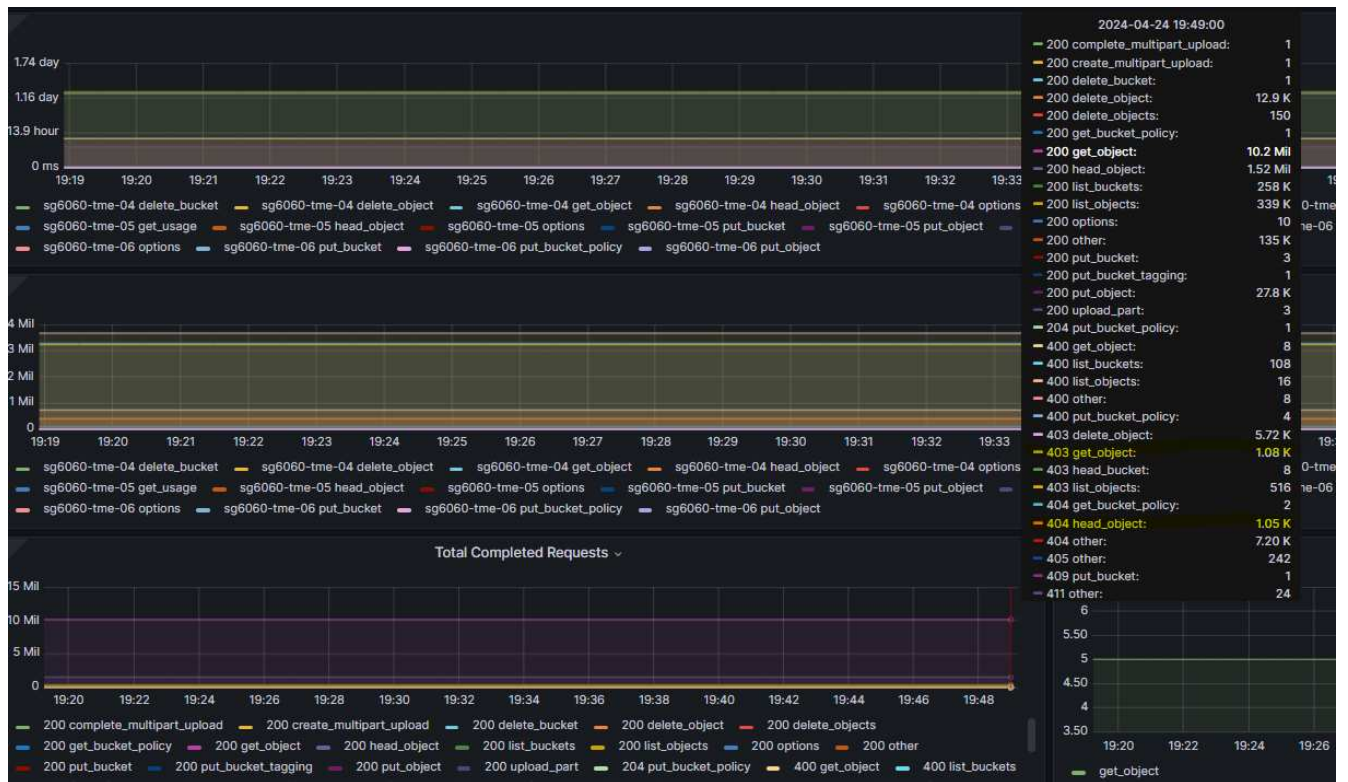 1.74 day
1.16 day
13.9 hour
0 ms
19:19 19:20 19:21 19:22 19:23 19:24 19:25 19:26 19:27 19:28 19:29 19:30 19:31 19:32 19:33
sg6060-tme-04 delete_bucket sg6060-tme-04 delete_object sg6060-tme-04 get_object sg6060-tme-04 head_object sg6060-tme-04 options
sg6060-tme-05 get_usage sg6060-tme-05 head_object sg6060-tme-05 options sg6060-tme-05 put_bucket sg6060-tme-05 put_object
sg6060-tme-06 options sg6060-tme-06 put_bucket sg6060-tme-06 put_bucket_policy sg6060-tme-06 put_object
4 Mil
3 Mil
2 Mil
1 Mil
0
19:19 19:20 19:21 19:22 19:23 19:24 19:25 19:26 19:27 19:28 19:29 19:30 19:31 19:32 19:33
sg6060-tme-04 delete_bucket sg6060-tme-04 delete_object sg6060-tme-04 get_object sg6060-tme-04 head_object sg6060-tme-04 options
sg6060-tme-05 get_usage sg6060-tme-05 head_object sg6060-tme-05 options sg6060-tme-05 put_bucket sg6060-tme-05 put_object
sg6060-tme-06 options sg6060-tme-06 put_bucket sg6060-tme-06 put_bucket_policy sg6060-tme-06 put_object
Total Completed Requests
15 Mil
10 Mil
5 Mil
0
19:20 19:22 19:24 19:26 19:28 19:30 19:32 19:34 19:36 19:38 19:40 19:42 19:44 19:46 19:48
200 complete_multipart_upload 200 create_multipart_upload 200 delete_bucket 200 delete_object 200 delete_objects
200 get_bucket_policy 200 get_object 200 head_object 200 list_buckets 200 list_objects 200 options 200 other
200 put_bucket 200 put_bucket_tagging 200 put_object 200 upload_part 204 put_bucket_policy 400 get_object 400 list_buckets
2024-04-24 19:49:00
200 complete_multipart_upload: 1
200 create_multipart_upload: 1
200 delete_bucket: 1
200 delete_object: 12.9 K
200 delete_objects: 150
200 get_bucket_policy: 1
200 get_object: 10.2 Mil
200 head_object: 1.52 Mil
200 list_buckets: 258 K
200 list_objects: 339 K
200 options: 10
200 other: 135 K
200 put_bucket: 3
200 put_bucket_tagging: 1
200 put_object: 27.8 K
200 upload_part: 3
204 put_bucket_policy: 1
400 get_object: 8
400 list_buckets: 108
400 list_objects: 16
400 other: 8
400 put_bucket_policy: 4
403 delete_object: 5.72 K
403 get_object: 1.08 K
403 head_bucket: 8
403 list_objects: 516
404 get_bucket_policy: 2
404 head_object: 1.05 K
404 other: 7.20 K
405 other: 242
409 put_bucket: 1
411 other: 24
6
5.50
5
4.50
4
3.50
19:20 19:22 19:24 19:26
get_object